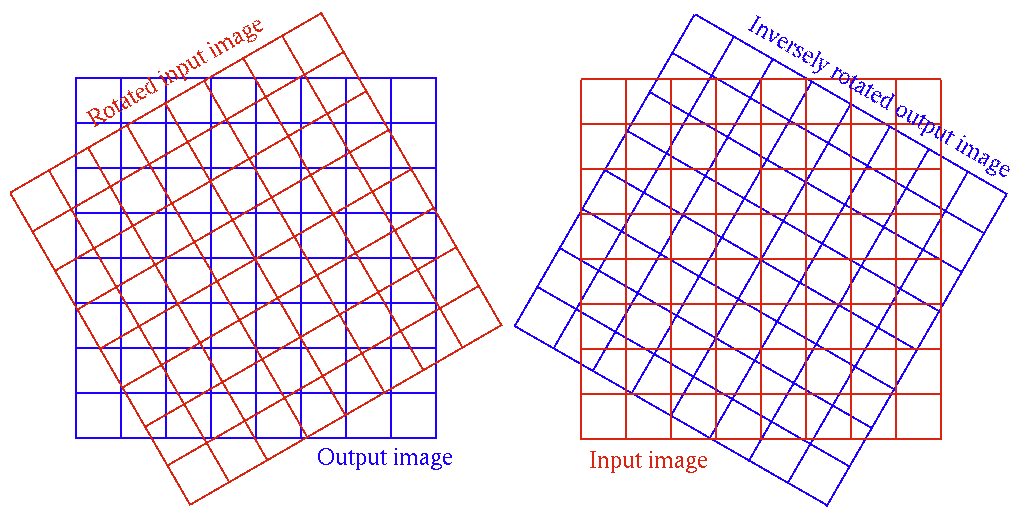 Rotated input image
Inversely rotated output image
Output image
Input image